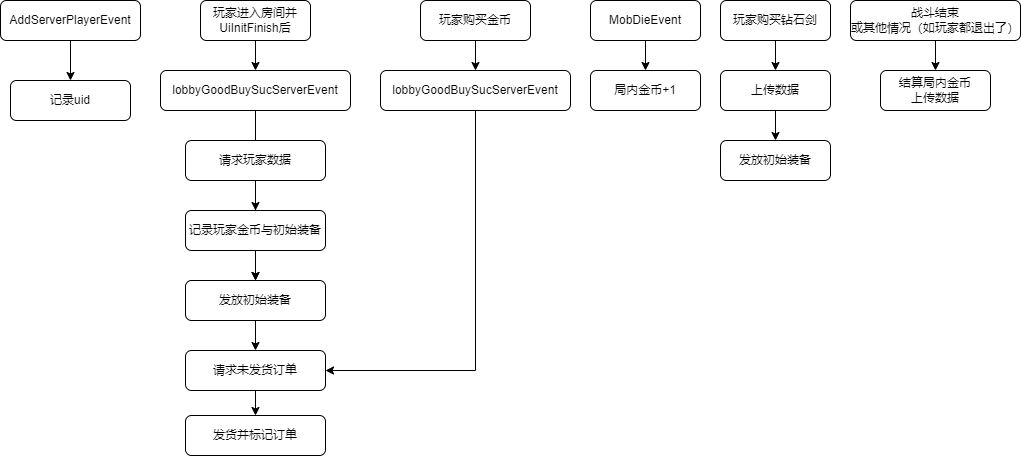 AddServerPlayerEvent
记录uid
玩家进入房间并
UiInitFinish后
lobbyGoodBuySucServerEvent
请求玩家数据
记录玩家金币与初始装备
发放初始装备
请求未发货订单
发货并标记订单
玩家购买金币
lobbyGoodBuySucServerEvent
MobDieEvent
局内金币+1
玩家购买钻石剑
上传数据
发放初始装备
战斗结束
或其他情况（如玩家都退出了）
结算局内金币
上传数据